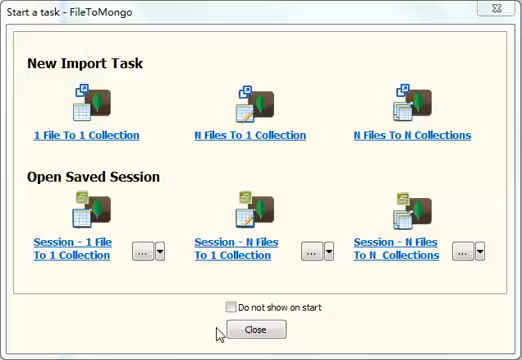 Start a task - FileToMongo
New Import Task
1 File To 1 Collection
N Files To 1 Collection
N Files To N Collections
Open Saved Session
Session - 1 File
To 1 Collection
...
Session - N Files
To 1 Collection
...
Session - N Files
To N Collections
...
Do not show on start
Close